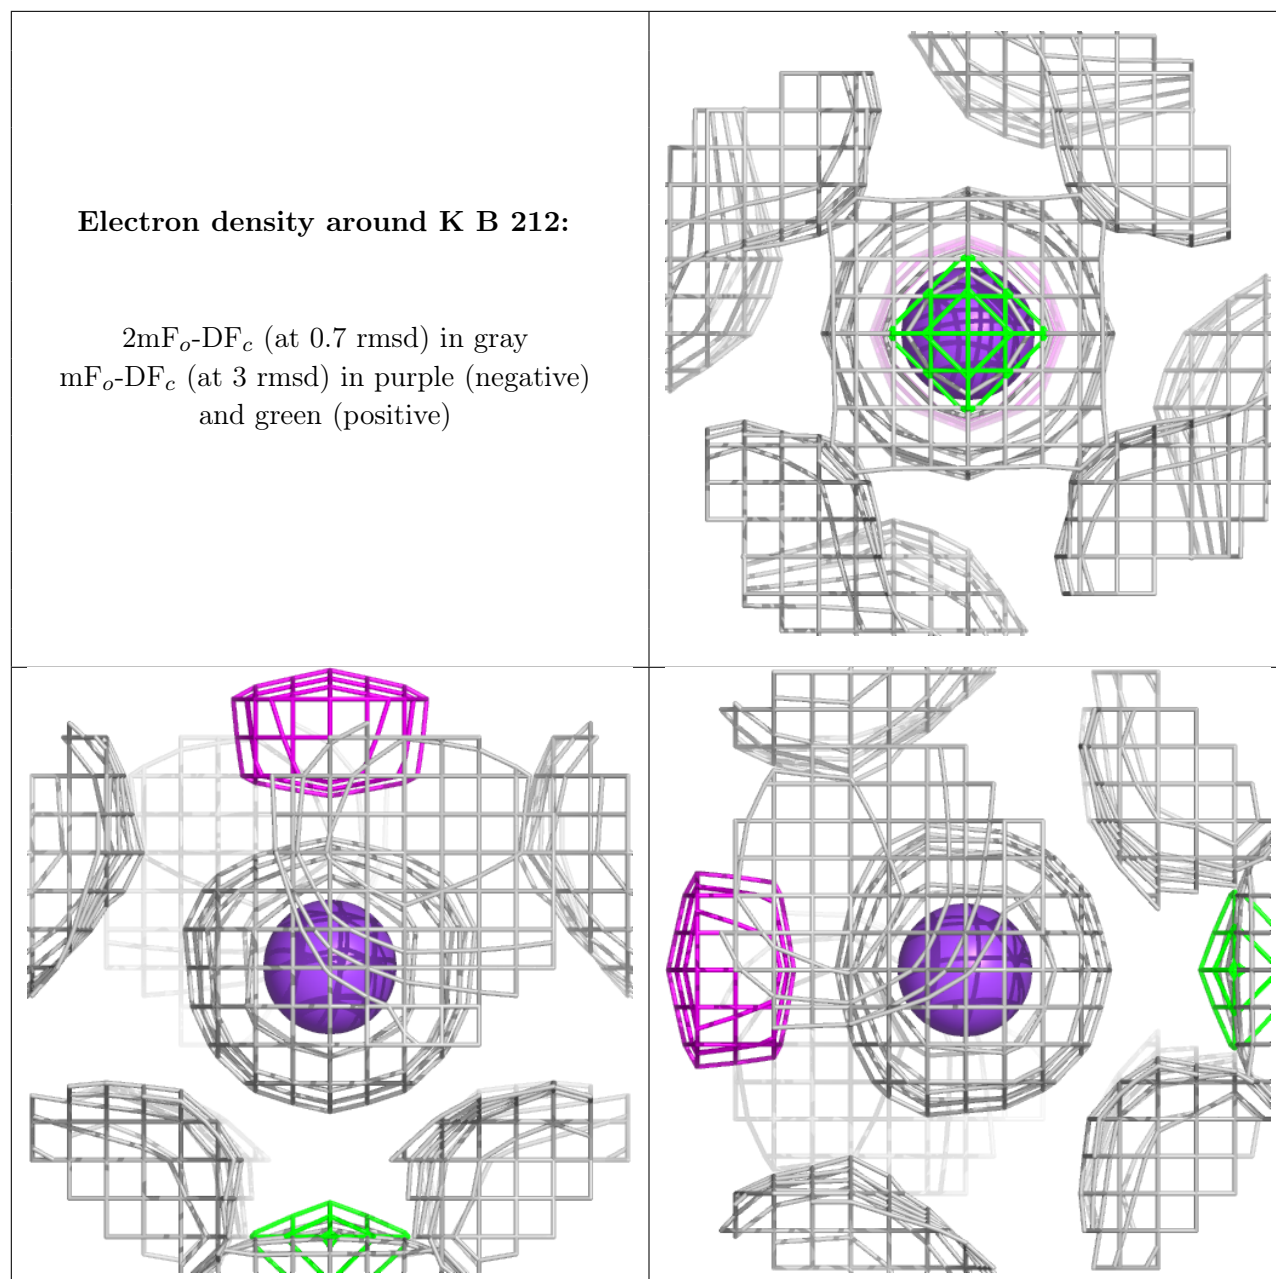 Electron density around K B 212:
2mFo-DFc (at 0.7 rmsd) in gray
mFo-DFc (at 3 rmsd) in purple (negative)
and green (positive)